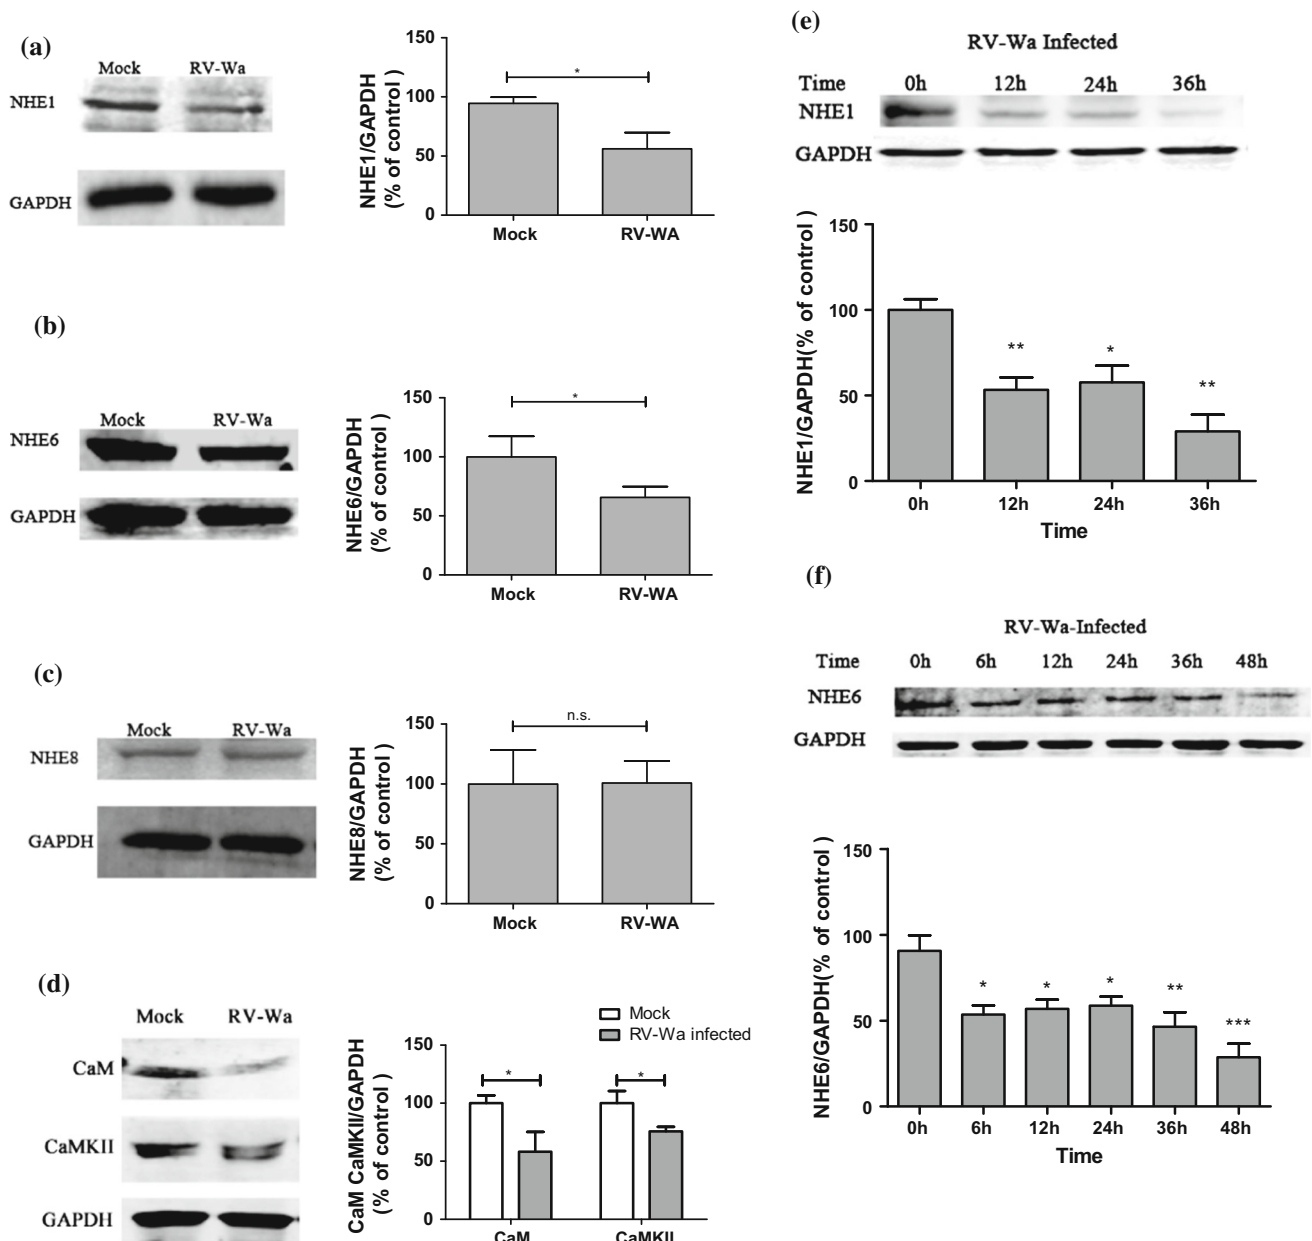 (a)
Mock RV-Wa
NHE1
GAPDH
NHE1/GAPDH
(% of control )
150
100
50
0
*
Mock RV-WA
(b)
Mock RV-Wa
NHE6
GAPDH
NHE6/GAPDH
(% of control )
150
100
50
0
*
Mock RV-WA
(c)
Mock RV-Wa
NHE8
GAPDH
NHE8/GAPDH
(% of control )
150
100
50
0
n.s.
Mock RV-WA
(d)
Mock RV-Wa
CaM
CaMKII
GAPDH
CaM CaMKII/GAPDH
(% of control )
Mock
RV-Wa infected
150
100
50
0
* *
CaM CaMKII
(e)
RV-Wa Infected
Time 0h 12h 24h 36h
NHE1
GAPDH
NHE1/GAPDH(% of control )
150
100
50
0
** * **
0h 12h 24h 36h
Time
(f)
RV-Wa-Infected
Time 0h 6h 12h 24h 36h 48h
NHE6
GAPDH
NHE6/GAPDH(% of control )
150
100
50
0
* * * ** ***
0h 6h 12h 24h 36h 48h
Time